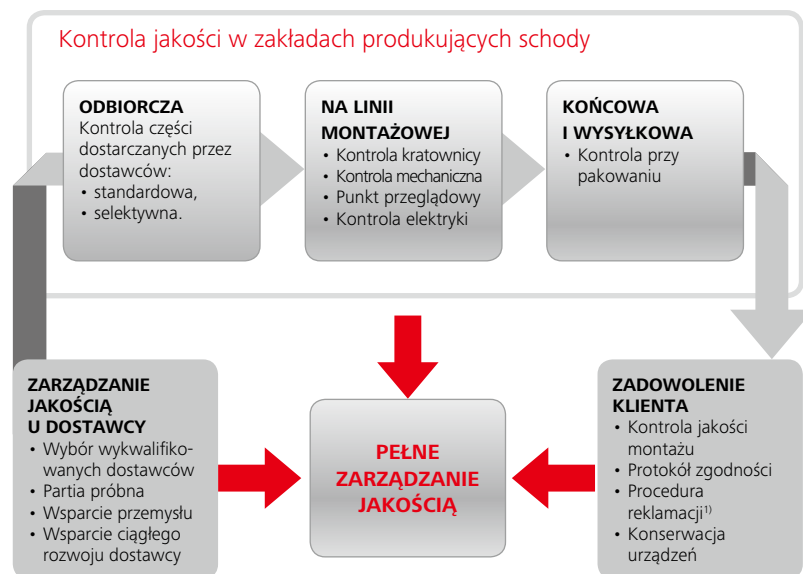 Kontrola jakości w zakładach produkujących schody
ODBIORCZA
Kontrola części
dostarczanych przez
dostawców:
• standardowa,
• selektywna.
NA LINII
MONTAŻOWEJ
• Kontrola kratownicy
• Kontrola mechaniczna
• Punkt przeglądowy
• Kontrola elektryki
KOŃCOWA
I WYSYŁKOWA
• Kontrola przy
pakowaniu
ZARZĄDZANIE
JAKOŚCIĄ
U DOSTAWCY
• Wybór wykwalifiko-
wanych dostawców
• Partia próbna
• Wsparcie przemysłu
• Wsparcie ciągłego
rozwoju dostawcy
PEŁNE
ZARZĄDZANIE
JAKOŚCIĄ
ZADOWOLENIE
KLIENTA
• Kontrola jakości
montażu
• Protokół zgodności
• Procedura
reklamacji¹⁾
• Konserwacja
urządzeń